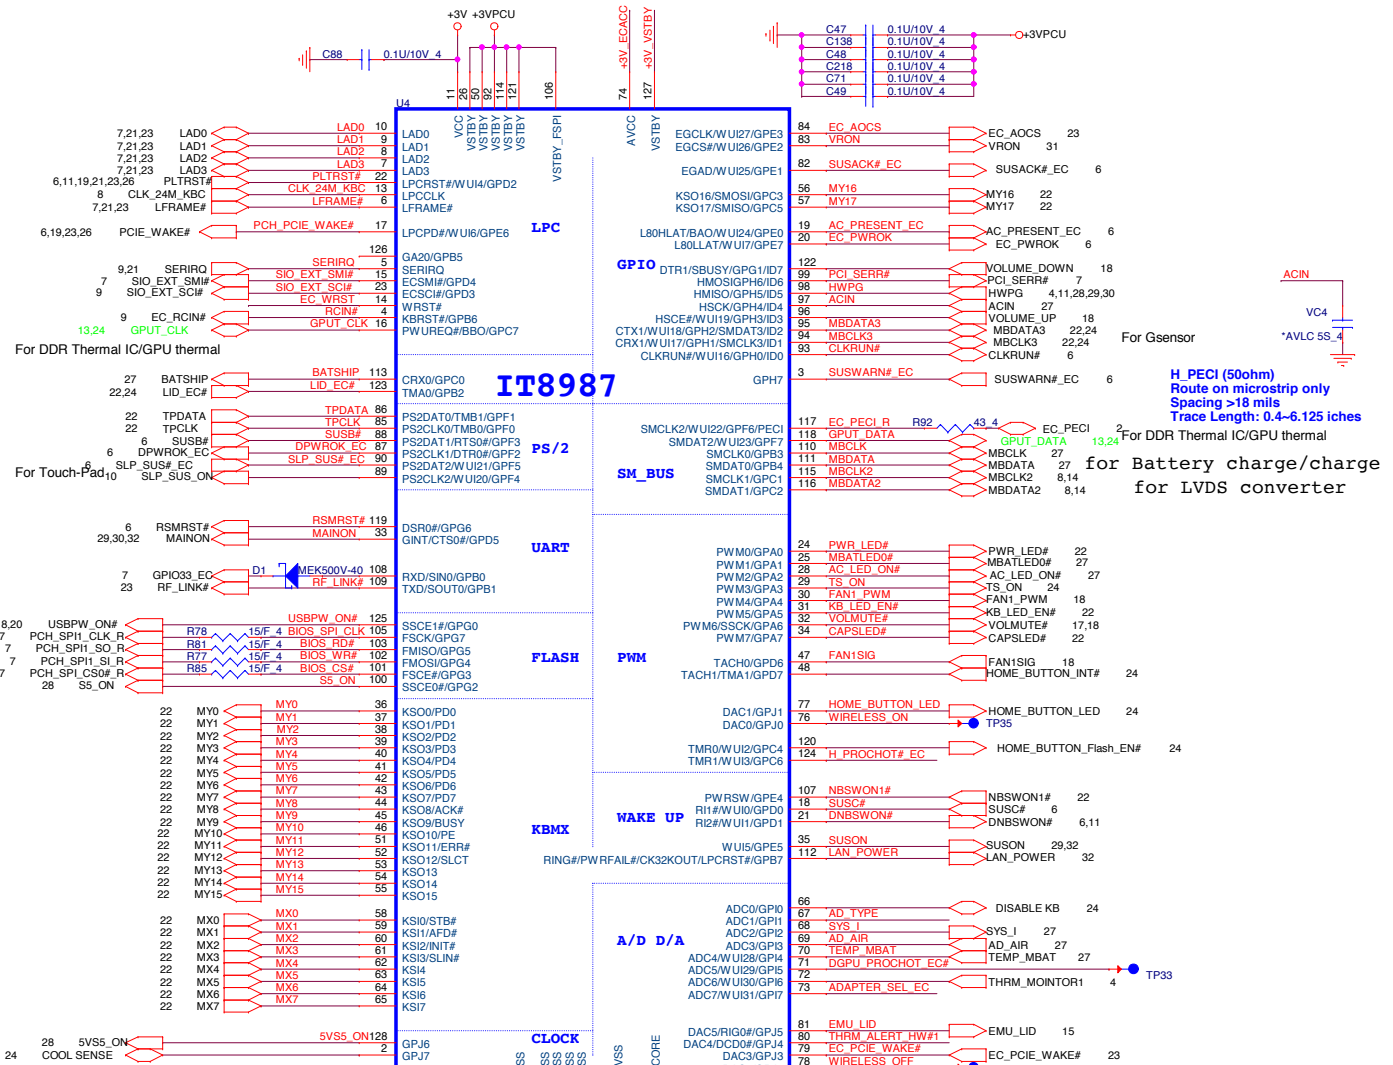 +3V +3VPCU
+3V_ECACC
+3V_VSTBY
C88 0.1U/10V_4
C47 0.1U/10V_4
C138 0.1U/10V_4
C48 0.1U/10V_4
C218 0.1U/10V_4
C71 0.1U/10V_4
C49 0.1U/10V_4
+3VPCU
U4
11 26 50 92 114 121 106 74 127
VCC VSTBY VSTBY VSTBY VSTBY VSTBY VSTBY_FSPI AVCC VSTBY
7,21,23 LAD0 LAD0 10 LAD0
7,21,23 LAD1 LAD1 9 LAD1
7,21,23 LAD2 LAD2 8 LAD2
7,21,23 LAD3 LAD3 7 LAD3
6,11,19,21,23,26 PLTRST# PLTRST# 22 LPCRST#/WUI4/GPD2
8 CLK_24M_KBC CLK_24M_KBC 13 LPCCLK
7,21,23 LFRAME# LFRAME# 6 LFRAME#
6,19,23,26 PCIE_WAKE# PCH_PCIE_WAKE# 17 LPCPD#/WUI6/GPE6
LPC
126 GA20/GPB5
9,21 SERIRQ SERIRQ 5 SERIRQ
7 SIO_EXT_SMI# SIO_EXT_SMI# 15 ECSMI#/GPD4
9 SIO_EXT_SCI# SIO_EXT_SCI# 23 ECSCI#/GPD3
EC_WRST 14 WRST#
9 EC_RCIN# RCIN# 4 KBRST#/GPB6
13,24 GPUT_CLK GPUT_CLK 16 PWUREQ#/BBO/GPC7
For DDR Thermal IC/GPU thermal
27 BATSHIP BATSHIP 113 CRX0/GPC0
22,24 LID_EC# LID_EC# 123 TMA0/GPB2
IT8987
22 TPDATA TPDATA 86 PS2DAT0/TMB1/GPF1
22 TPCLK TPCLK 85 PS2CLK0/TMB0/GPF0
6 SUSB# SUSB# 88 PS2DAT1/RTS0#/GPF3
6 DPWROK_EC DPWROK_EC 87 PS2CLK1/DTR0#/GPF2
6 SLP_SUS#_EC SLP_SUS#_EC 90 PS2DAT2/WUI21/GPF5
For Touch-Pad 10 SLP_SUS_ON 89 PS2CLK2/WUI20/GPF4
PS/2
6 RSMRST# RSMRST# 119 DSR0#/GPG6
29,30,32 MAINON MAINON 33 GINT/CTS0#/GPD5
UART
7 GPIO33_EC D1 MEK500V-40 108 RXD/SIN0/GPB0
23 RF_LINK# RF_LINK# 109 TXD/SOUT0/GPB1
8,20 USBPW_ON# USBPW_ON# 125 SSCE1#/GPG0
7 PCH_SPI1_CLK_R R78 15/F_4 BIOS_SPI_CLK 105 FSCK/GPG7
7 PCH_SPI1_SO_R R81 15/F_4 BIOS_RD# 103 FMISO/GPG5
7 PCH_SPI1_SI_R R77 15/F_4 BIOS_WR# 102 FMOSI/GPG4
7 PCH_SPI_CS0#_R R85 15/F_4 BIOS_CS# 101 FSCE#/GPG3
28 S5_ON S5_ON 100 SSCE0#/GPG2
FLASH
22 MY0 MY0 36 KSO0/PD0
22 MY1 MY1 37 KSO1/PD1
22 MY2 MY2 38 KSO2/PD2
22 MY3 MY3 39 KSO3/PD3
22 MY4 MY4 40 KSO4/PD4
22 MY5 MY5 41 KSO5/PD5
22 MY6 MY6 42 KSO6/PD6
22 MY7 MY7 43 KSO7/PD7
22 MY8 MY8 44 KSO8/ACK#
22 MY9 MY9 45 KSO9/BUSY
22 MY10 MY10 46 KSO10/PE
22 MY11 MY11 51 KSO11/ERR#
22 MY12 MY12 52 KSO12/SLCT
22 MY13 MY13 53 KSO13
22 MY14 MY14 54 KSO14
22 MY15 MY15 55 KSO15
KBMX
22 MX0 MX0 58 KSI0/STB#
22 MX1 MX1 59 KSI1/AFD#
22 MX2 MX2 60 KSI2/INIT#
22 MX3 MX3 61 KSI3/SLIN#
22 MX4 MX4 62 KSI4
22 MX5 MX5 63 KSI5
22 MX6 MX6 64 KSI6
22 MX7 MX7 65 KSI7
28 5VS5_ON 5VS5_ON 128 GPJ6
24 COOL SENSE 2 GPJ7
CLOCK
SS SS SS SS VSS CORE
EGCLK/WUI27/GPE3 84 EC_AOCS EC_AOCS 23
EGCS#/WUI26/GPE2 83 VRON VRON 31
EGAD/WUI25/GPE1 82 SUSACK#_EC SUSACK#_EC 6
KSO16/SMOSI/GPC3 56 MY16 MY16 22
KSO17/SMISO/GPC5 57 MY17 MY17 22
L80HLAT/BAO/WUI24/GPE0 19 AC_PRESENT_EC AC_PRESENT_EC 6
L80LLAT/WUI7/GPE7 20 EC_PWROK EC_PWROK 6
GPIO
DTR1/SBUSY/GPG1/ID7 122 VOLUME_DOWN 18
HMOSIGPH6/ID6 99 PCI_SERR# PCI_SERR# 7
HMISO/GPH5/ID5 98 HWPG HWPG 4,11,28,29,30
HSCK/GPH4/ID4 97 ACIN ACIN 27
HSCE#/WUI19/GPH3/ID3 96 VOLUME_UP 18
CTX1/WUI18/GPH2/SMDAT3/ID2 95 MBDATA3 MBDATA3 22,24
CRX1/WUI17/GPH1/SMCLK3/ID1 94 MBCLK3 MBCLK3 22,24
CLKRUN#/WUI16/GPH0/ID0 93 CLKRUN# CLKRUN# 6
For Gsensor
GPH7 3 SUSWARN#_EC SUSWARN#_EC 6
ACIN
VC4
*AVLC 5S_4
H_PECI (50ohm)
Route on microstrip only
Spacing >18 mils
Trace Length: 0.4~6.125 iches
SMCLK2/WUI22/GPF6/PECI 117 EC_PECI_R R92 43_4 EC_PECI 2
SMDAT2/WUI23/GPF7 118 GPUT_DATA GPUT_DATA 13,24 For DDR Thermal IC/GPU thermal
SMCLK0/GPB3 110 MBCLK MBCLK 27
SMDAT0/GPB4 111 MBDATA MBDATA 27 for Battery charge/charge
SMCLK1/GPC1 115 MBCLK2 MBCLK2 8,14
SMDAT1/GPC2 116 MBDATA2 MBDATA2 8,14 for LVDS converter
SM_BUS
PWM0/GPA0 24 PWR_LED# PWR_LED# 22
PWM1/GPA1 25 MBATLED0# MBATLED0# 27
PWM2/GPA2 28 AC_LED_ON# AC_LED_ON# 27
PWM3/GPA3 29 TS_ON TS_ON 24
PWM4/GPA4 30 FAN1_PWM FAN1_PWM 18
PWM5/GPA5 31 KB_LED_EN# KB_LED_EN# 22
PWM6/SSCK/GPA6 32 VOLMUTE# VOLMUTE# 17,18
PWM7/GPA7 34 CAPSLED# CAPSLED# 22
PWM
TACH0/GPD6 47 FAN1SIG FAN1SIG 18
TACH1/TMA1/GPD7 48 HOME_BUTTON_INT# 24
DAC1/GPJ1 77 HOME_BUTTON_LED HOME_BUTTON_LED 24
DAC0/GPJ0 76 WIRELESS_ON TP35
TMR0/WUI2/GPC4 120 HOME_BUTTON_Flash_EN# 24
TMR1/WUI3/GPC6 124 H_PROCHOT#_EC
PWRSW/GPE4 107 NBSWON1# NBSWON1# 22
RI1#/WUI0/GPD0 18 SUSC# SUSC# 6
RI2#/WUI1/GPD1 21 DNBSWON# DNBSWON# 6,11
WAKE UP
WUI5/GPE5 35 SUSON SUSON 29,32
RING#/PWRFAIL#/CK32KOUT/LPCRST#/GPB7 112 LAN_POWER LAN_POWER 32
ADC0/GPI0 66 DISABLE KB 24
ADC1/GPI1 67 AD_TYPE
ADC2/GPI2 68 SYS_I SYS_I 27
ADC3/GPI3 69 AD_AIR AD_AIR 27
ADC4/WUI28/GPI4 70 TEMP_MBAT TEMP_MBAT 27
ADC5/WUI29/GPI5 71 DGPU_PROCHOT_EC# TP33
ADC6/WUI30/GPI6 72 THRM_MOINTOR1 4
ADC7/WUI31/GPI7 73 ADAPTER_SEL_EC
A/D D/A
DAC5/RIG0#/GPJ5 81 EMU_LID EMU_LID 15
DAC4/DCD0#/GPJ4 80 THRM_ALERT_HW#1
DAC3/GPJ3 79 EC_PCIE_WAKE# EC_PCIE_WAKE# 23
78 WIRELESS_OFF